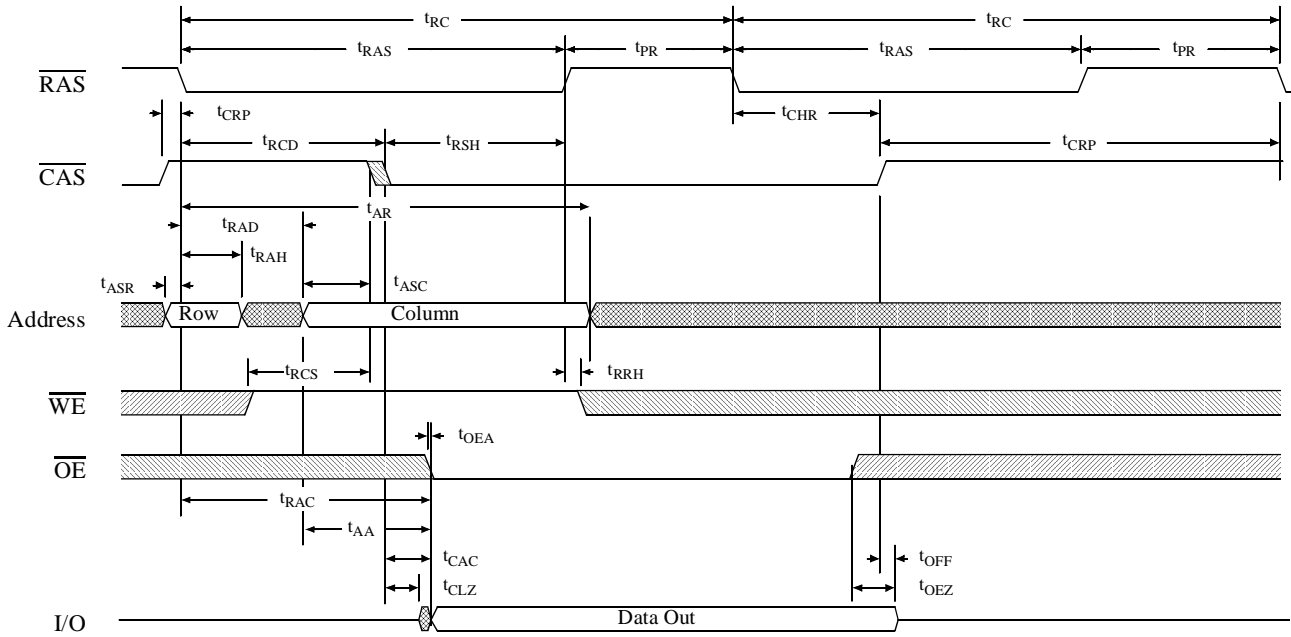 tRC tRC
tRAS tPR tRAS tPR
RAS
tCRP tCHR
tRCD tRSH tCRP
CAS
tAR
tRAD
tRAH
tASR tASC
Address Row Column
tRCS tRRH
WE
tOEA
OE
tRAC
tAA
tCAC tOFF
tCLZ tOEZ
I/O Data Out